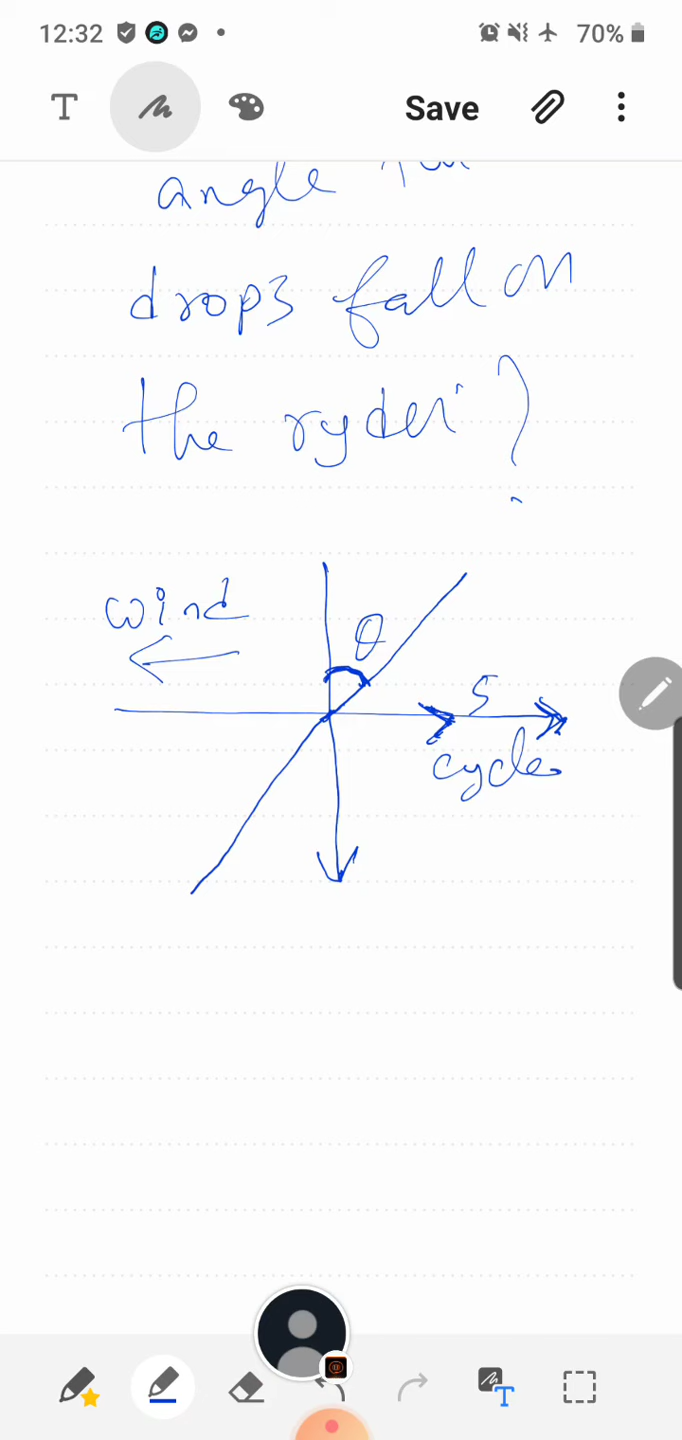 12:32 70%
T Save
angle
drops fall on
the ryder ?
wind
θ
5
cycle
T